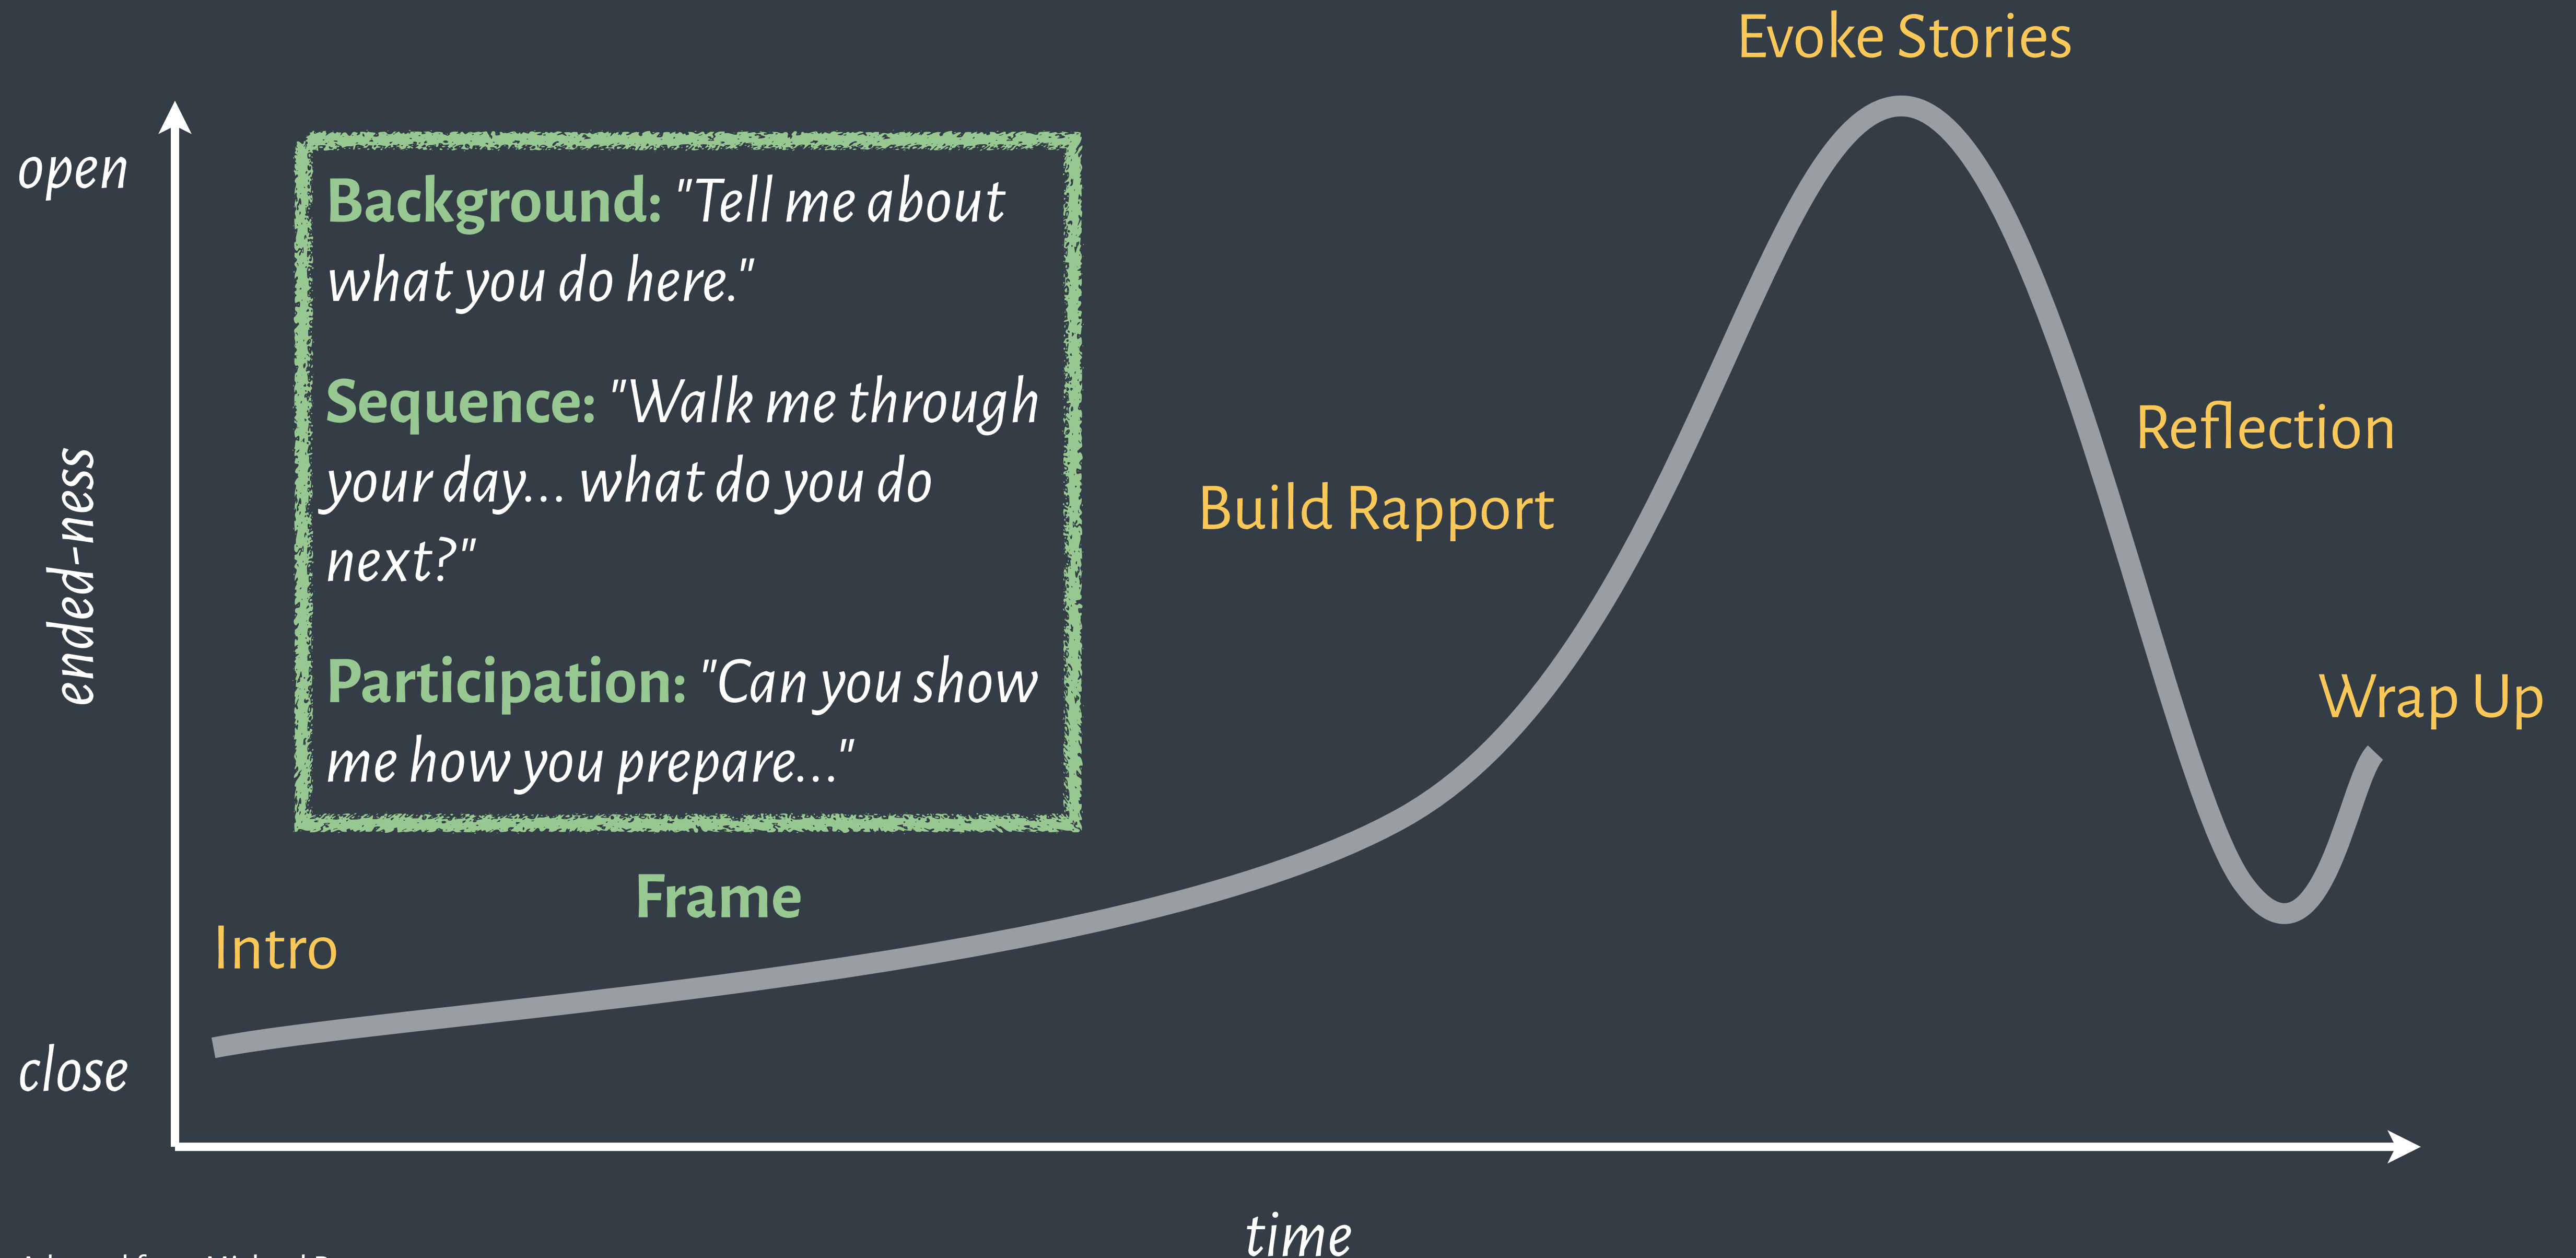 Evoke Stories
open
Background: "Tell me about
what you do here."
Sequence: "Walk me through
your day... what do you do
next?"
Participation: "Can you show
me how you prepare..."
ended-ness
Build Rapport
Reflection
Wrap Up
Frame
Intro
close
time